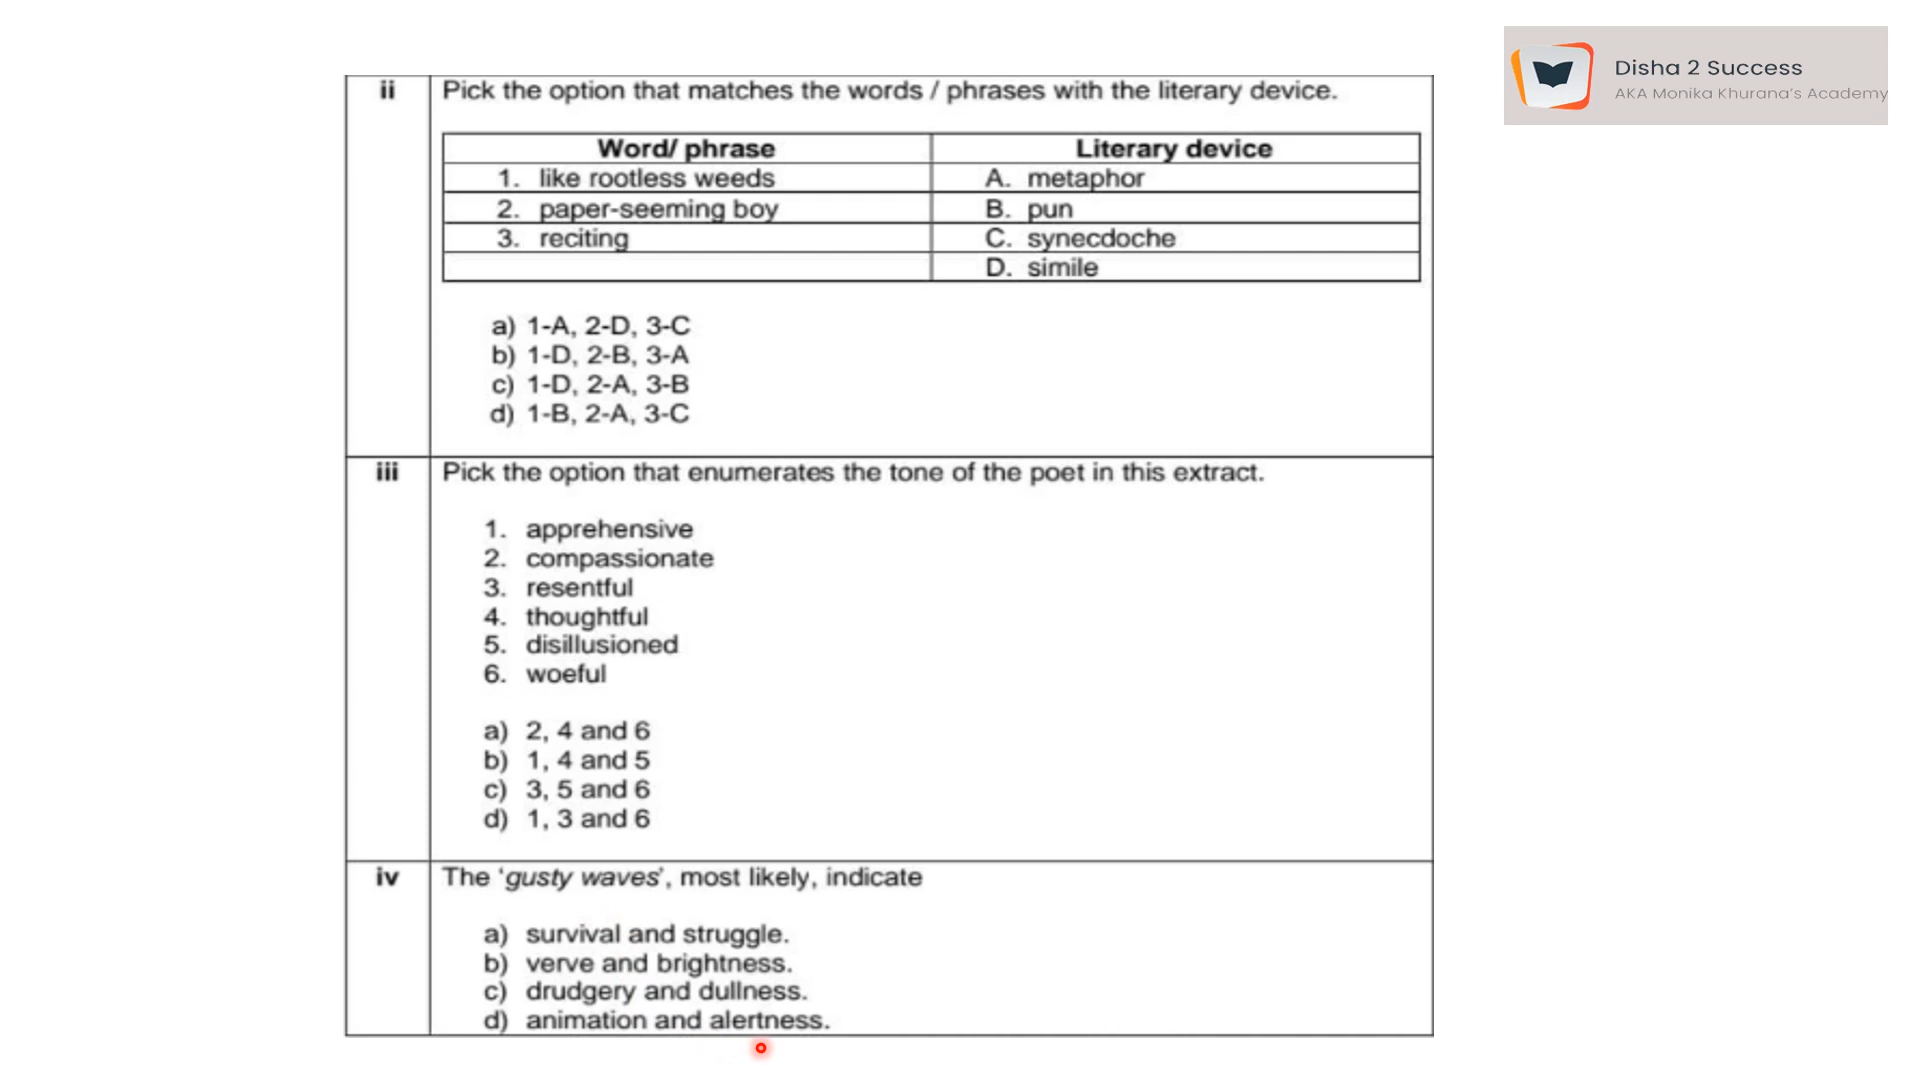 Disha 2 Success
AKA Monika Khurana's Academy
ii Pick the option that matches the words / phrases with the literary device.
Word/ phrase Literary device
1. like rootless weeds A. metaphor
2. paper-seeming boy B. pun
3. reciting C. synecdoche
D. simile
a) 1-A, 2-D, 3-C
b) 1-D, 2-B, 3-A
c) 1-D, 2-A, 3-B
d) 1-B, 2-A, 3-C
iii Pick the option that enumerates the tone of the poet in this extract.
1. apprehensive
2. compassionate
3. resentful
4. thoughtful
5. disillusioned
6. woeful
a) 2, 4 and 6
b) 1, 4 and 5
c) 3, 5 and 6
d) 1, 3 and 6
iv The ‘gusty waves’, most likely, indicate
a) survival and struggle.
b) verve and brightness.
c) drudgery and dullness.
d) animation and alertness.